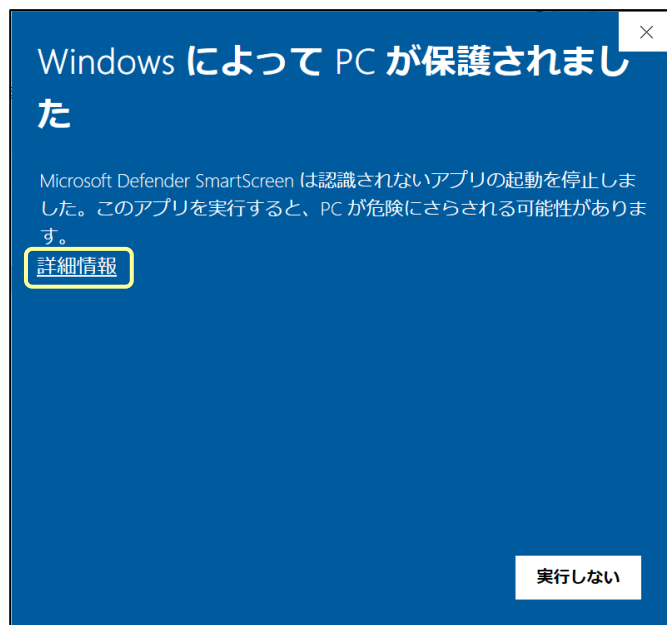 Windows によって PC が保護されまし
た
Microsoft Defender SmartScreen は認識されないアプリの起動を停止しま
した。このアプリを実行すると、PC が危険にさらされる可能性がありま
す。
詳細情報
実行しない